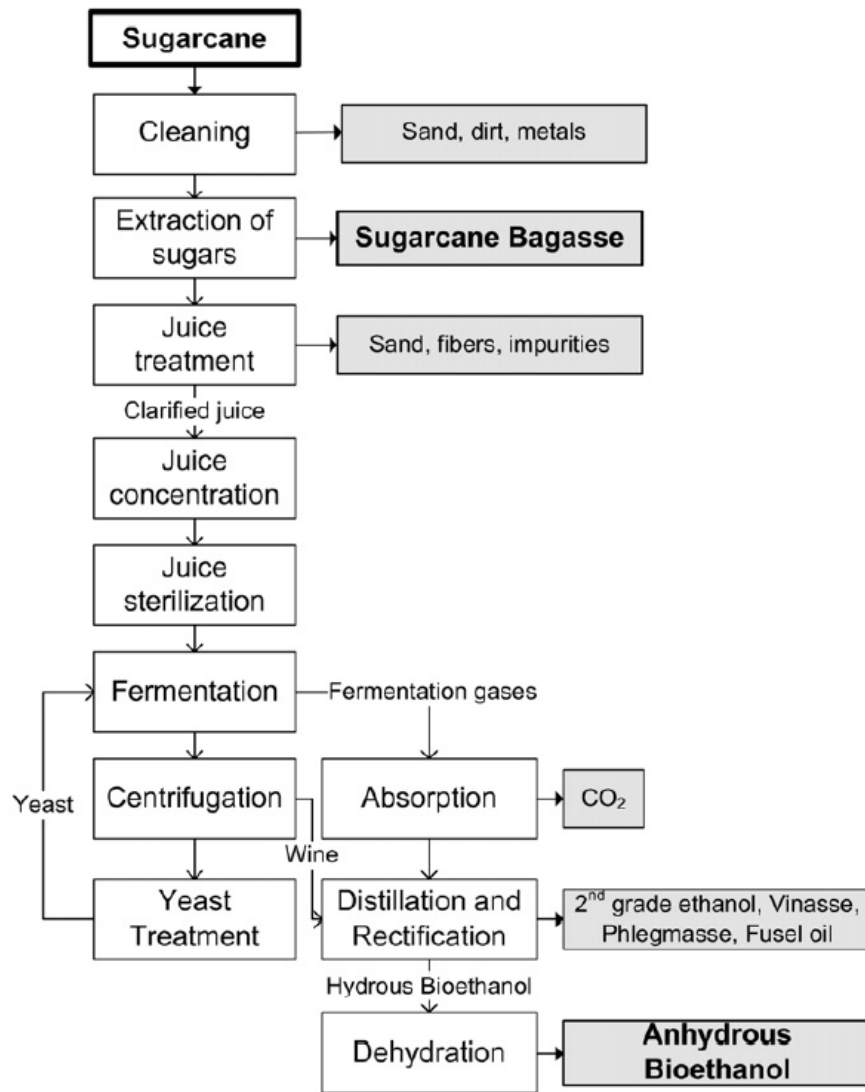 Sugarcane
Cleaning
Sand, dirt, metals
Extraction of
sugars
Sugarcane Bagasse
Juice
treatment
Sand, fibers, impurities
Clarified juice
Juice
concentration
Juice
sterilization
Fermentation
Fermentation gases
Yeast
Centrifugation
Wine
Absorption
CO₂
Yeast
Treatment
Distillation and
Rectification
2nd grade ethanol, Vinasse,
Phlegmasse, Fusel oil
Hydrous Bioethanol
Dehydration
Anhydrous
Bioethanol